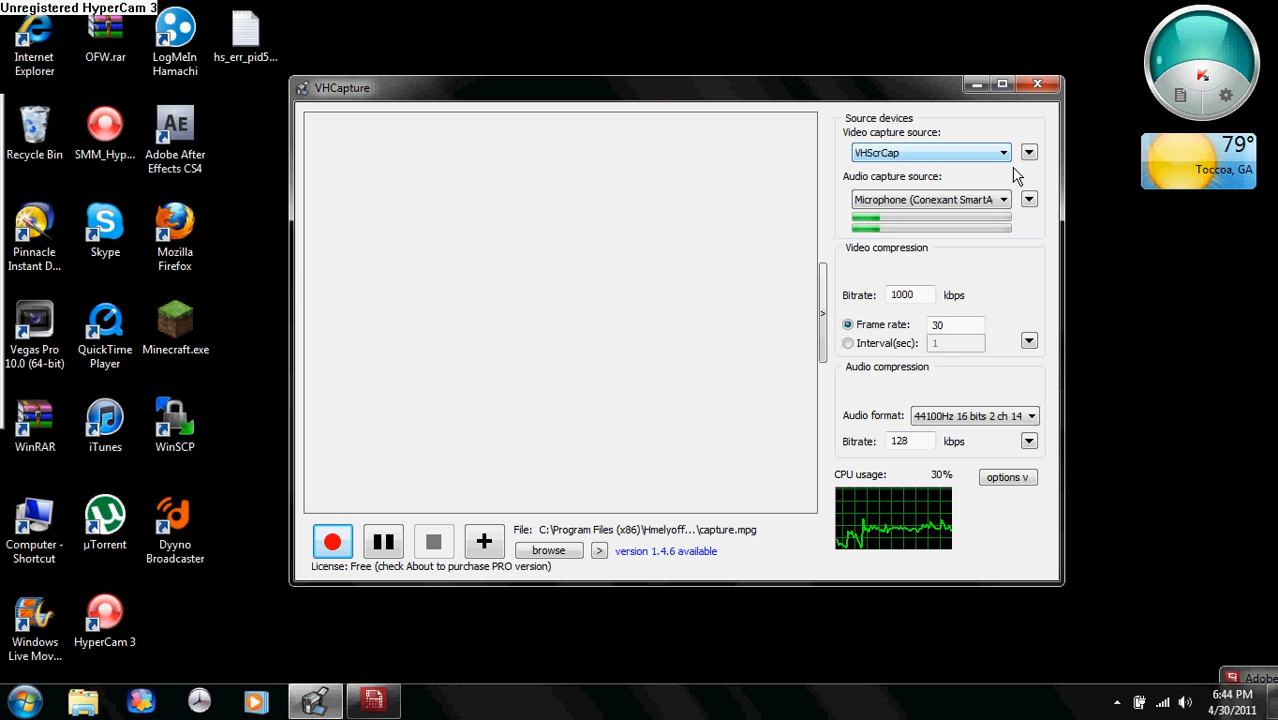 Unregistered HyperCam 3
Internet
Explorer
OFW.rar
LogMeIn
Hamachi
hs_err_pid5...
Recycle Bin
SMM_Hyp...
Adobe After
Effects CS4
Pinnacle
Instant D...
Skype
Mozilla
Firefox
Vegas Pro
10.0 (64-bit)
QuickTime
Player
Minecraft.exe
WinRAR
iTunes
WinSCP
Computer -
Shortcut
µTorrent
Dyyno
Broadcaster
Windows
Live Mov...
HyperCam 3
VHCapture
Source devices
Video capture source:
VHScrCap
Audio capture source:
Microphone (Conexant SmartA
Video compression
Bitrate: 1000 kbps
Frame rate: 30
Interval(sec): 1
Audio compression
Audio format: 44100Hz 16 bits 2 ch 14
Bitrate: 128 kbps
CPU usage: 30%
options v
>
File: C:\Program Files (x86)\Hmelyoff...\capture.mpg
browse > version 1.4.6 available
License: Free (check About to purchase PRO version)
79°
Toccoa, GA
Adobe
6:44 PM
4/30/2011